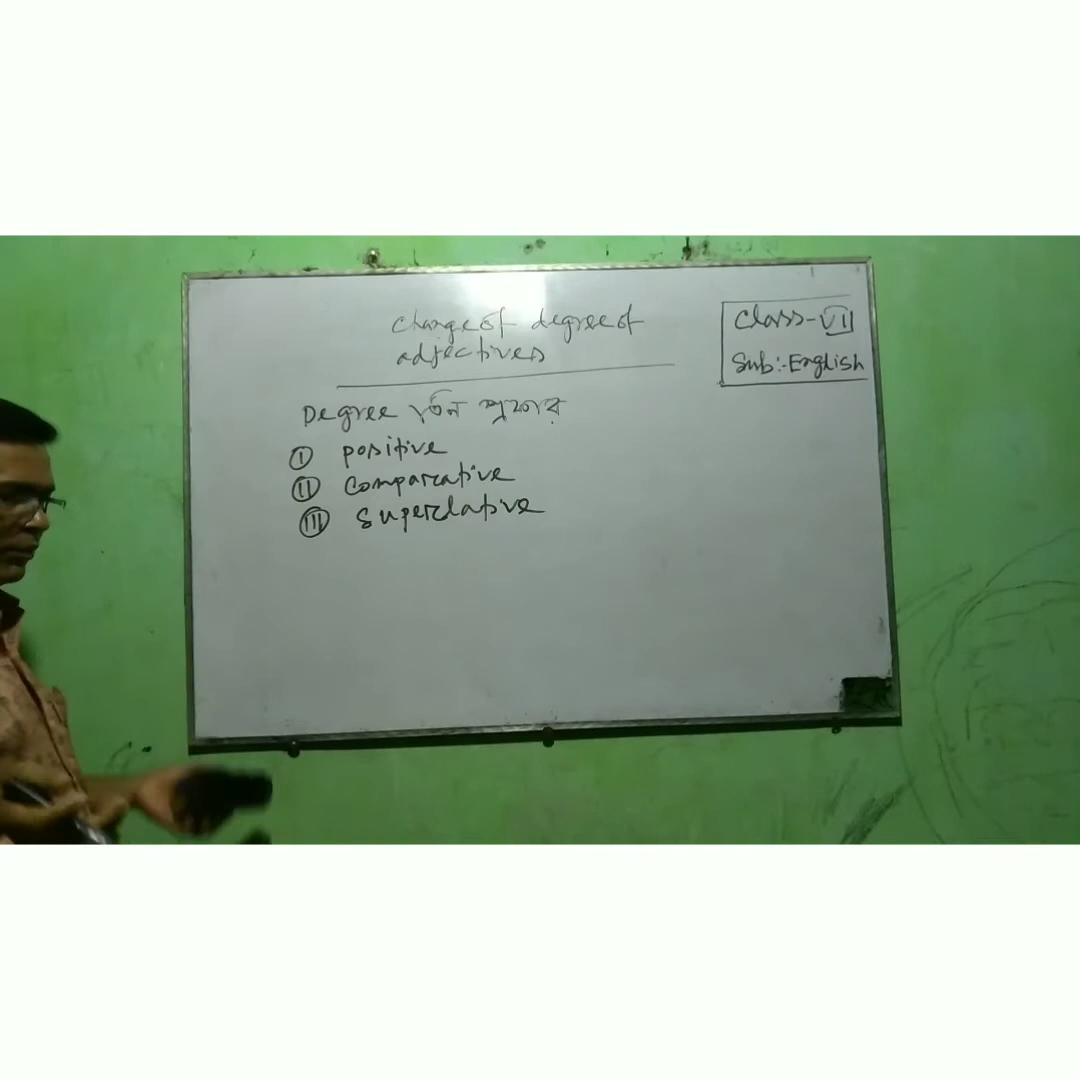 Change of degree of
adjectives
Class-VII
Sub:-English
Degree তিন প্রকার
I positive
II comparative
III superlative